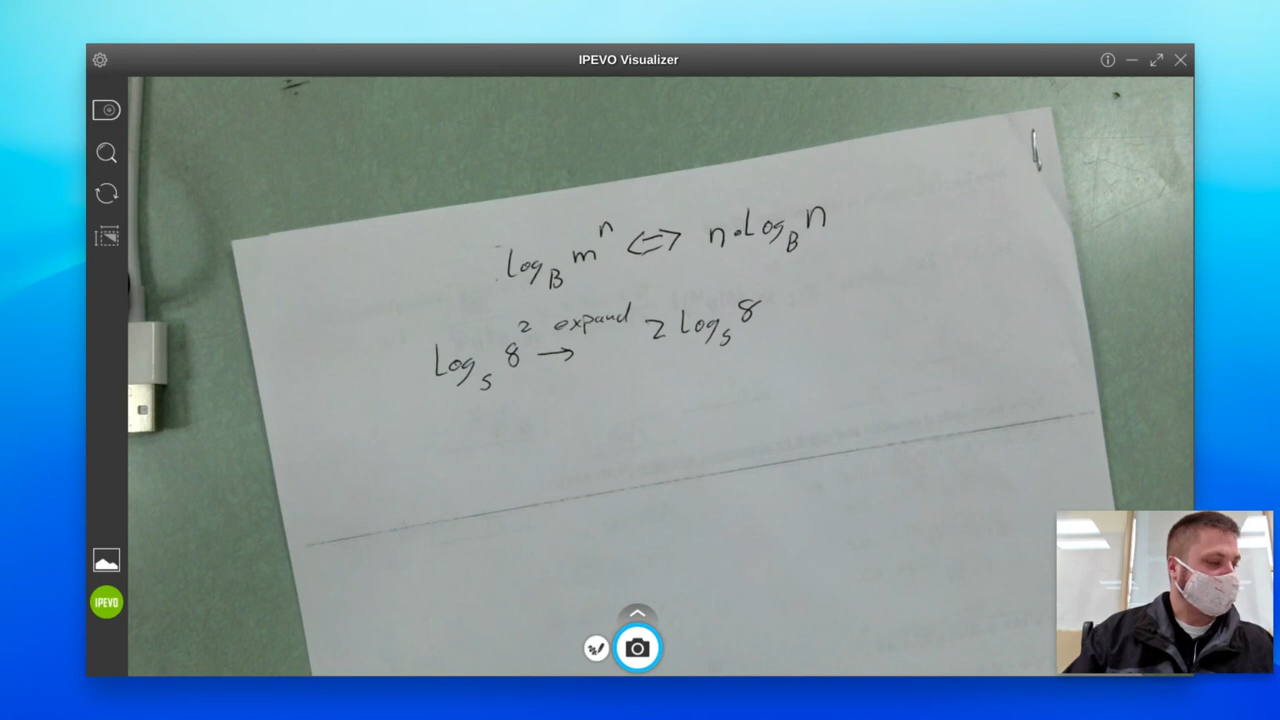 IPEVO Visualizer
log_B m^n <=> n • Log_B n
Log_5 8^2 expand → 2 Log_5 8
IPEVO